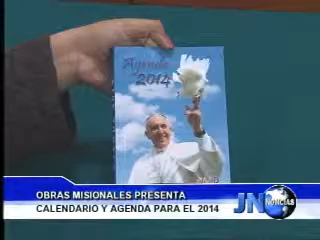 Agenda
2014
OBRAS MISIONALES PRESENTA
CALENDARIO Y AGENDA PARA EL 2014
JN
NOTICIAS